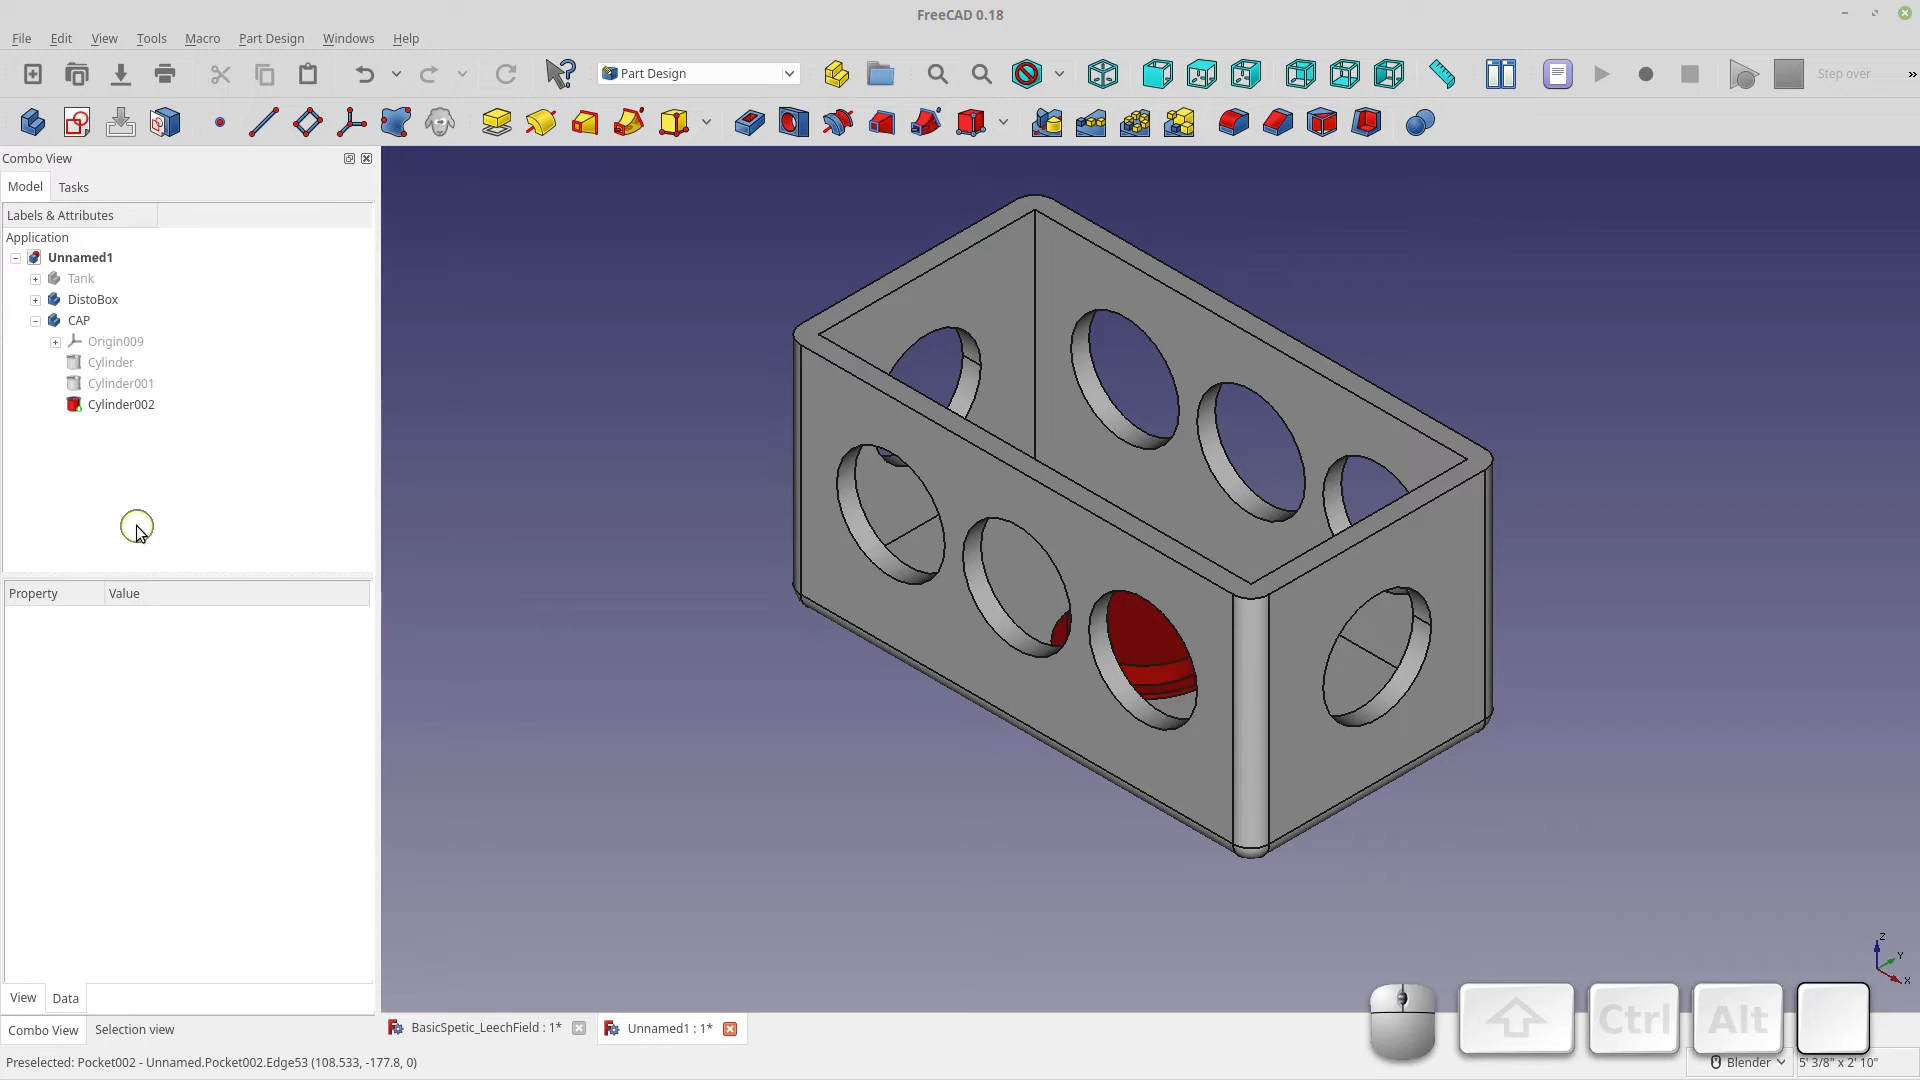 FreeCAD 0.18
File Edit View Tools Macro Part Design Windows Help
Part Design
Step over
Combo View
Model Tasks
Labels & Attributes
Application
Unnamed1
Tank
DistoBox
CAP
Origin009
Cylinder
Cylinder001
Cylinder002
Property Value
View Data
Combo View Selection view
BasicSpetic_LeechField : 1*
Unnamed1 : 1*
Z
Y
X
Ctrl Alt
Preselected: Pocket002 - Unnamed.Pocket002.Edge53 (108.533, -177.8, 0)
Blender
5' 3/8" x 2' 10"